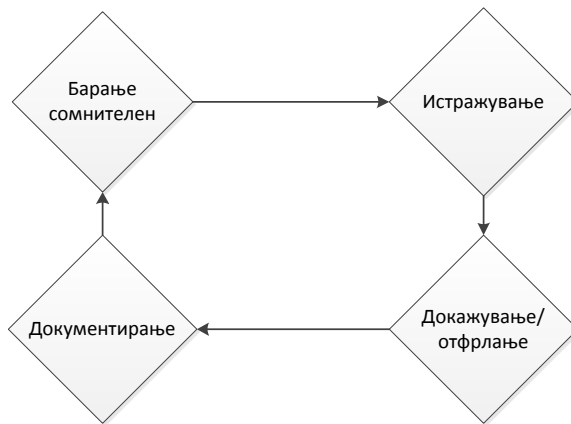 Барање
сомнителен
Истражување
Докажување/
отфрлање
Документирање